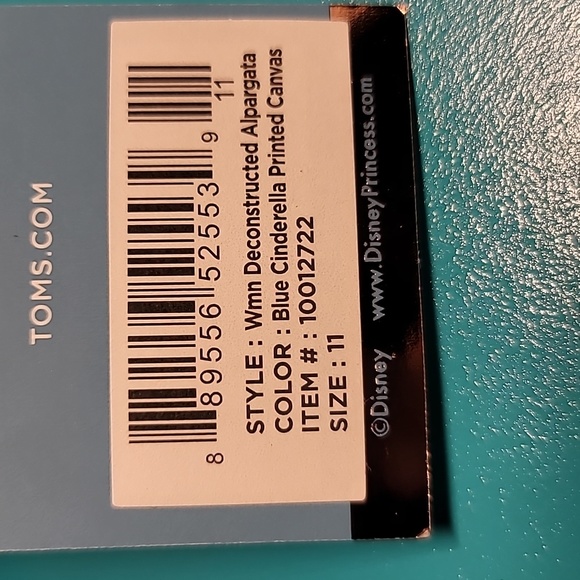 TOMS.COM
11
8 89556 52553 9
STYLE : Wmn Deconstructed Alpargata
COLOR : Blue Cinderella Printed Canvas
ITEM # : 10012722
SIZE : 11
©Disney www.DisneyPrincess.com